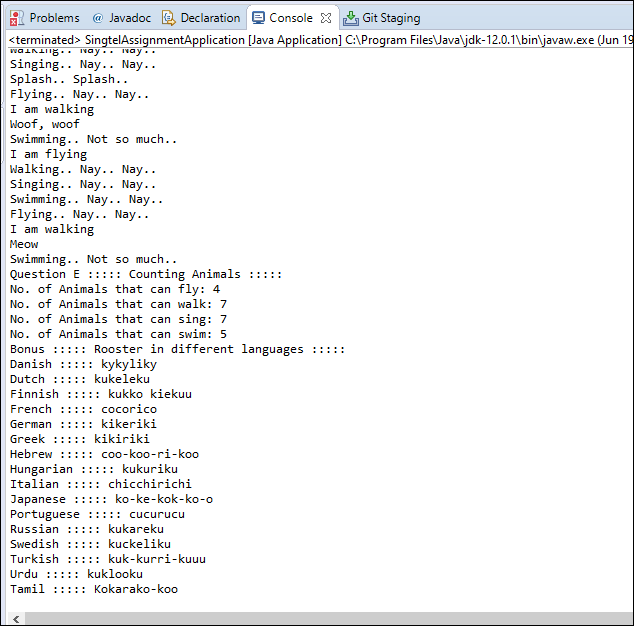 Problems @ Javadoc Declaration Console Git Staging
<terminated> SingtelAssignmentApplication [Java Application] C:\Program Files\Java\jdk-12.0.1\bin\javaw.exe (Jun 19
Walking.. Nay.. Nay..
Singing.. Nay.. Nay..
Splash.. Splash..
Flying.. Nay.. Nay..
I am walking
Woof, woof
Swimming.. Not so much..
I am flying
Walking.. Nay.. Nay..
Singing.. Nay.. Nay..
Swimming.. Nay.. Nay..
Flying.. Nay.. Nay..
I am walking
Meow
Swimming.. Not so much..
Question E ::::: Counting Animals :::::
No. of Animals that can fly: 4
No. of Animals that can walk: 7
No. of Animals that can sing: 7
No. of Animals that can swim: 5
Bonus ::::: Rooster in different languages :::::
Danish ::::: kykyliky
Dutch ::::: kukeleku
Finnish ::::: kukko kiekuu
French ::::: cocorico
German ::::: kikeriki
Greek ::::: kikiriki
Hebrew ::::: coo-koo-ri-koo
Hungarian ::::: kukuriku
Italian ::::: chicchirichi
Japanese ::::: ko-ke-kok-ko-o
Portuguese ::::: cucurucu
Russian ::::: kukareku
Swedish ::::: kuckeliku
Turkish ::::: kuk-kurri-kuuu
Urdu ::::: kuklooku
Tamil ::::: Kokarako-koo